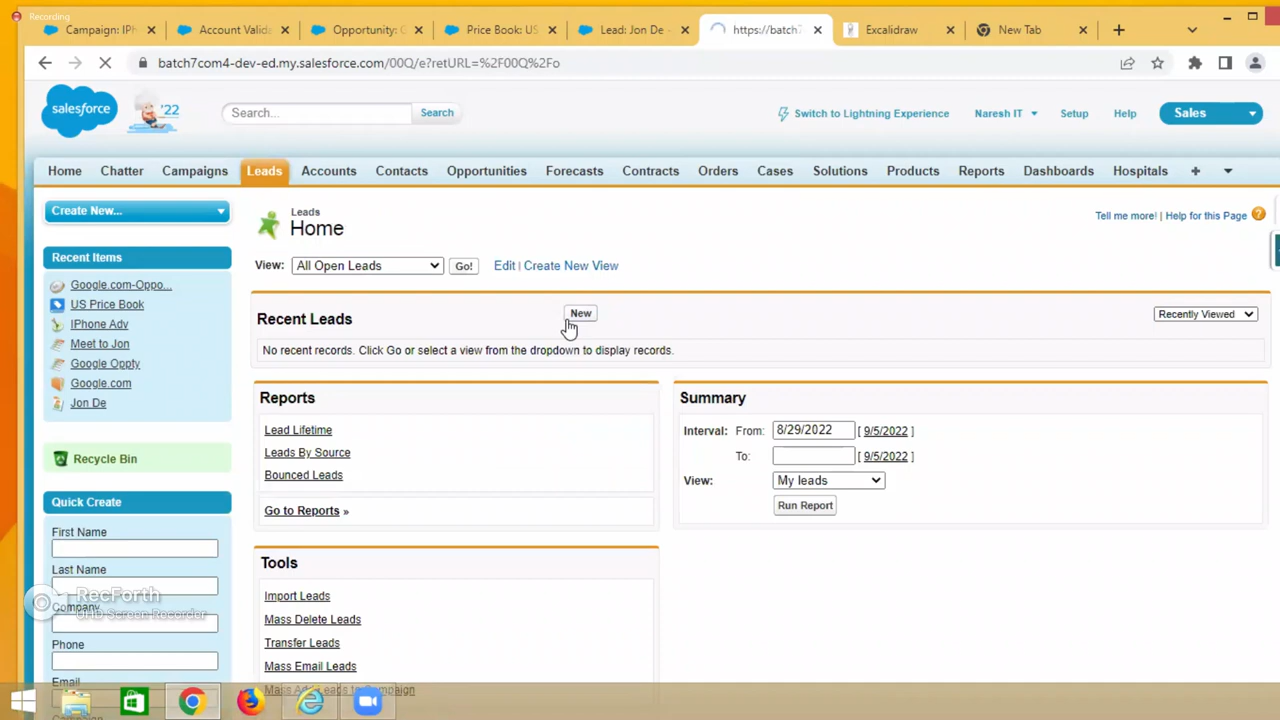 Recording
Campaign: IPh
Account Valida
Opportunity: G
Price Book: US
Lead: Jon De ~
https://batch7
Excalidraw
New Tab
batch7com4-dev-ed.my.salesforce.com/00Q/e?retURL=%2F00Q%2Fo
salesforce
'22
Search...
Search
Switch to Lightning Experience
Naresh IT
Setup
Help
Sales
Home
Chatter
Campaigns
Leads
Accounts
Contacts
Opportunities
Forecasts
Contracts
Orders
Cases
Solutions
Products
Reports
Dashboards
Hospitals
+
Create New...
Leads
Home
Tell me more! | Help for this Page
View: All Open Leads Go! Edit | Create New View
Recent Items
Google.com-Oppo...
US Price Book
IPhone Adv
Meet to Jon
Google Oppty
Google.com
Jon De
Recent Leads
New
Recently Viewed
No recent records. Click Go or select a view from the dropdown to display records.
Reports
Lead Lifetime
Leads By Source
Bounced Leads
Go to Reports »
Summary
Interval: From: 8/29/2022 [ 9/5/2022 ]
To: [ 9/5/2022 ]
View: My leads
Run Report
Recycle Bin
Quick Create
First Name
Last Name
Company
Phone
Email
Campaign
RecForth
UHD Screen Recorder
Tools
Import Leads
Mass Delete Leads
Transfer Leads
Mass Email Leads
Mass Add Leads to Campaign